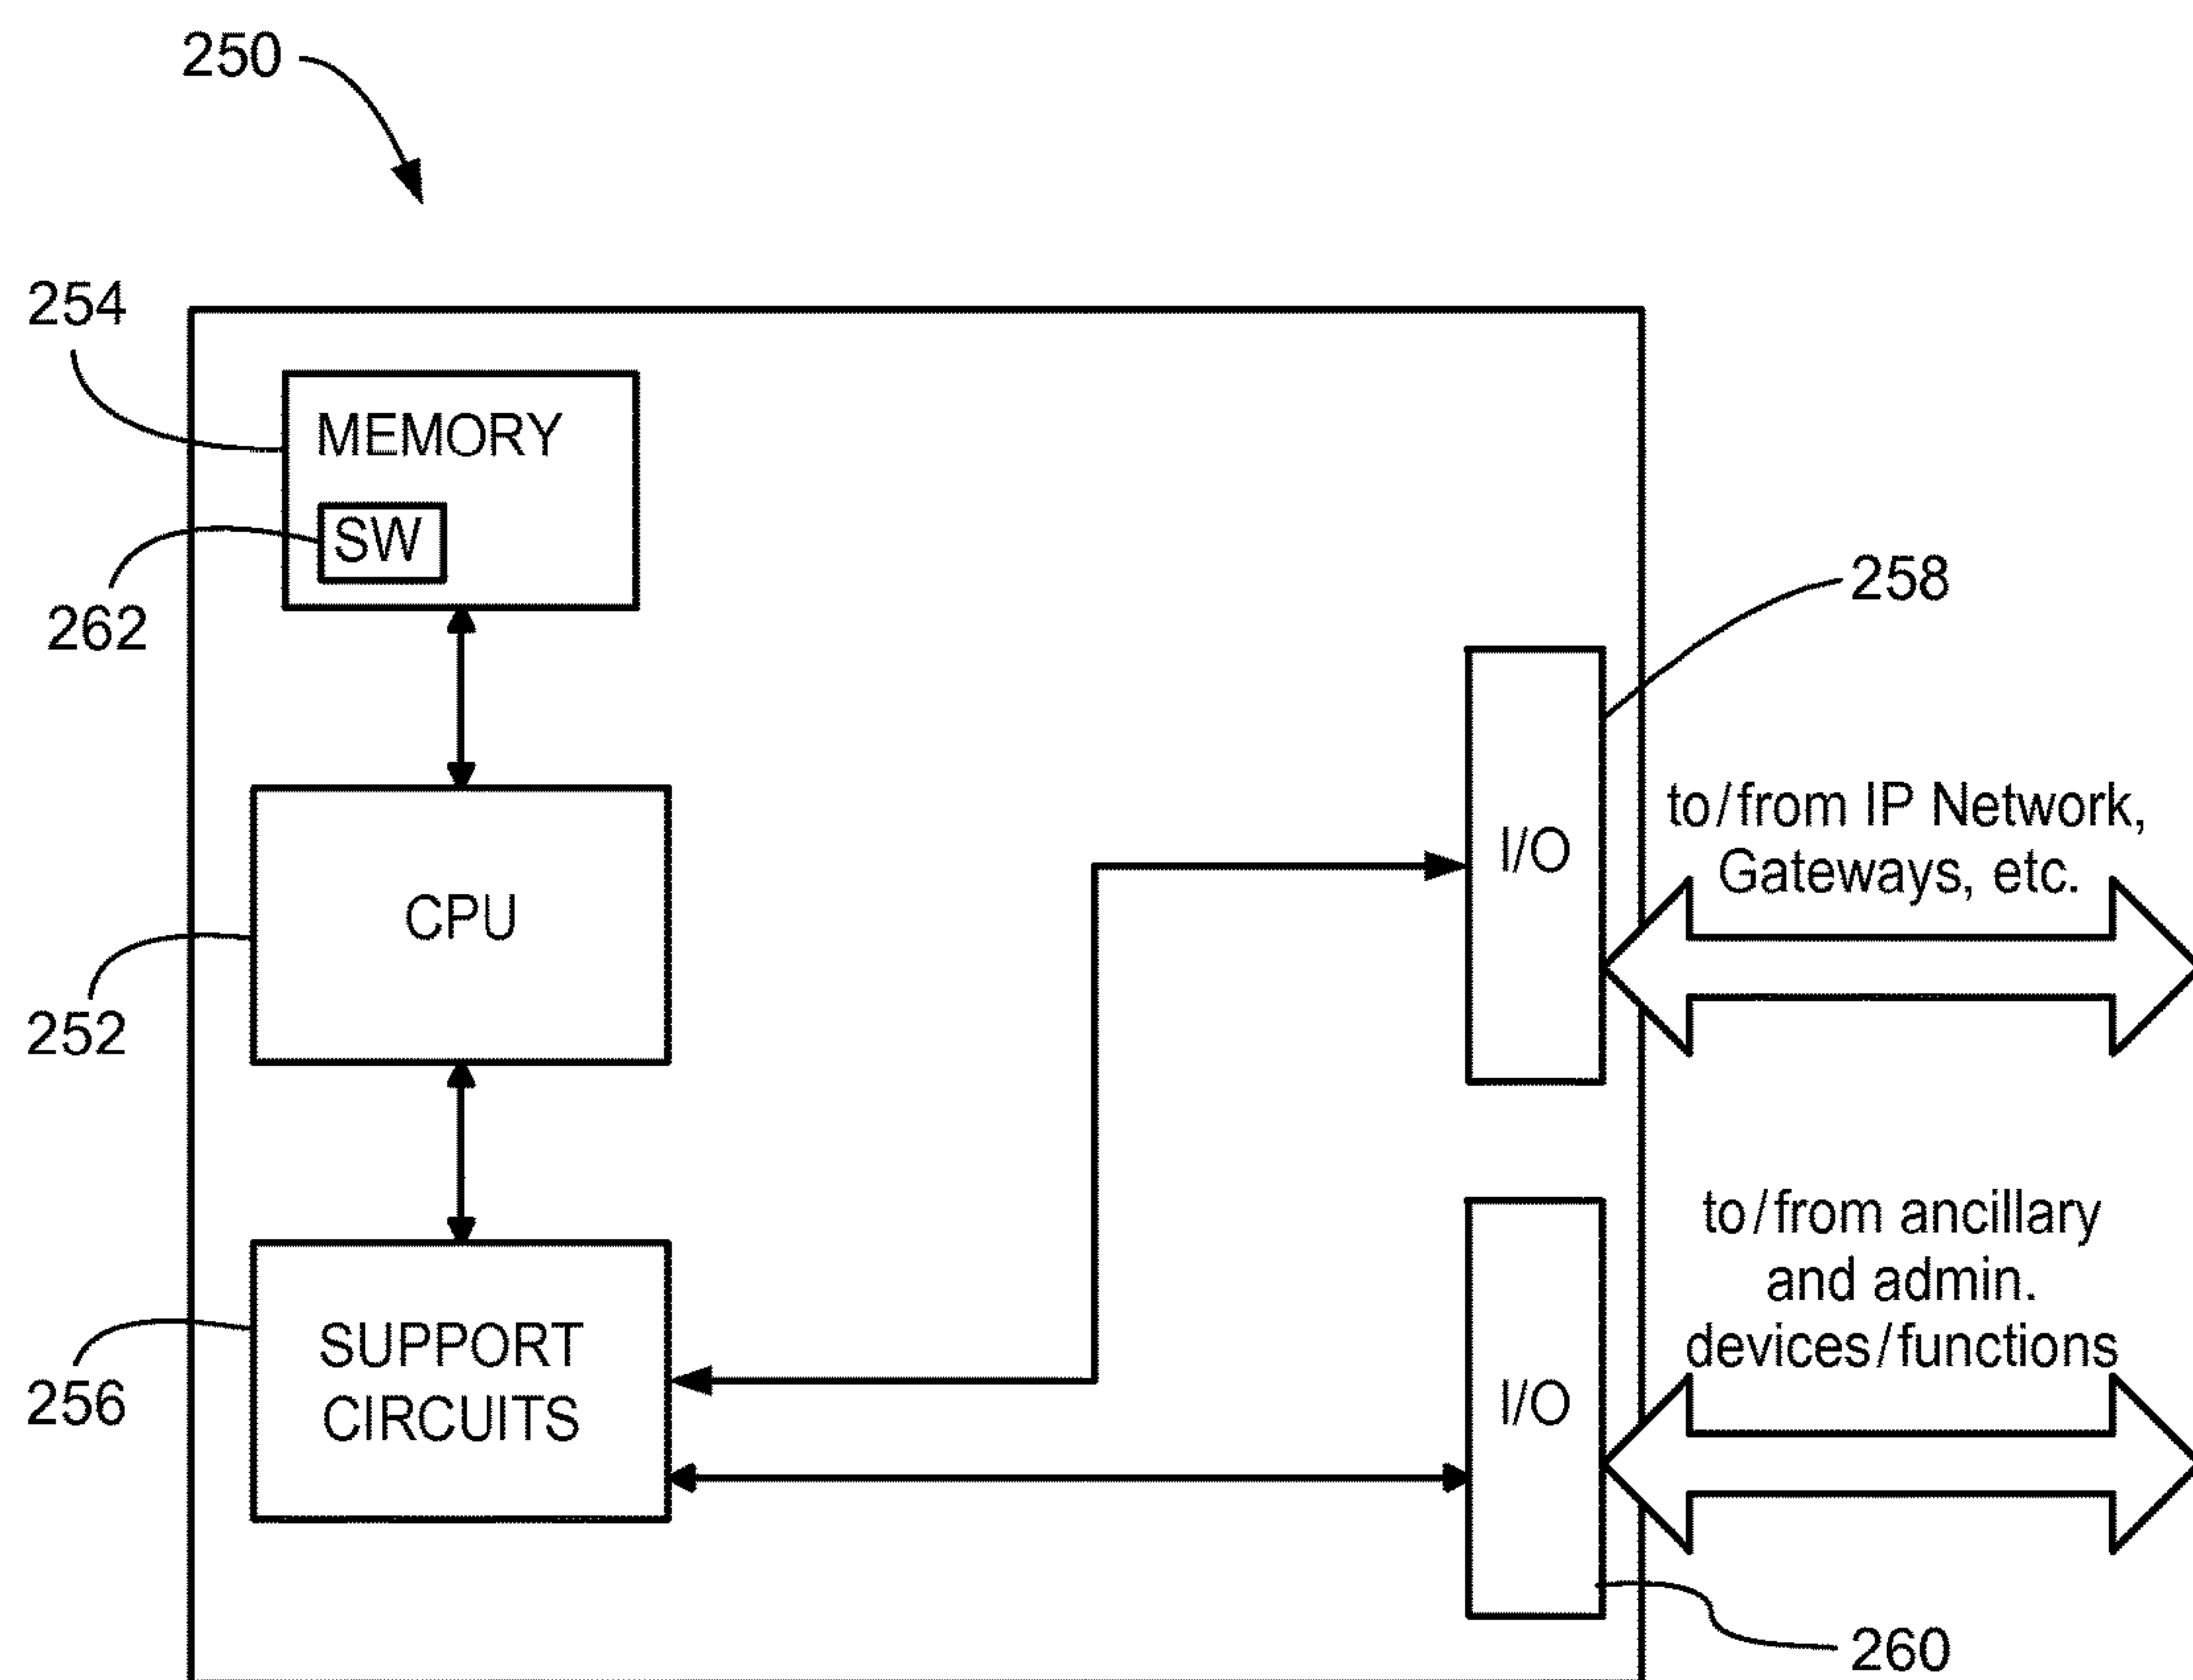 250
254
MEMORY
SW
262
258
I/O
to/from IP Network,
Gateways, etc.
CPU
252
to/from ancillary
and admin.
devices/functions
SUPPORT
CIRCUITS
256
I/O
260